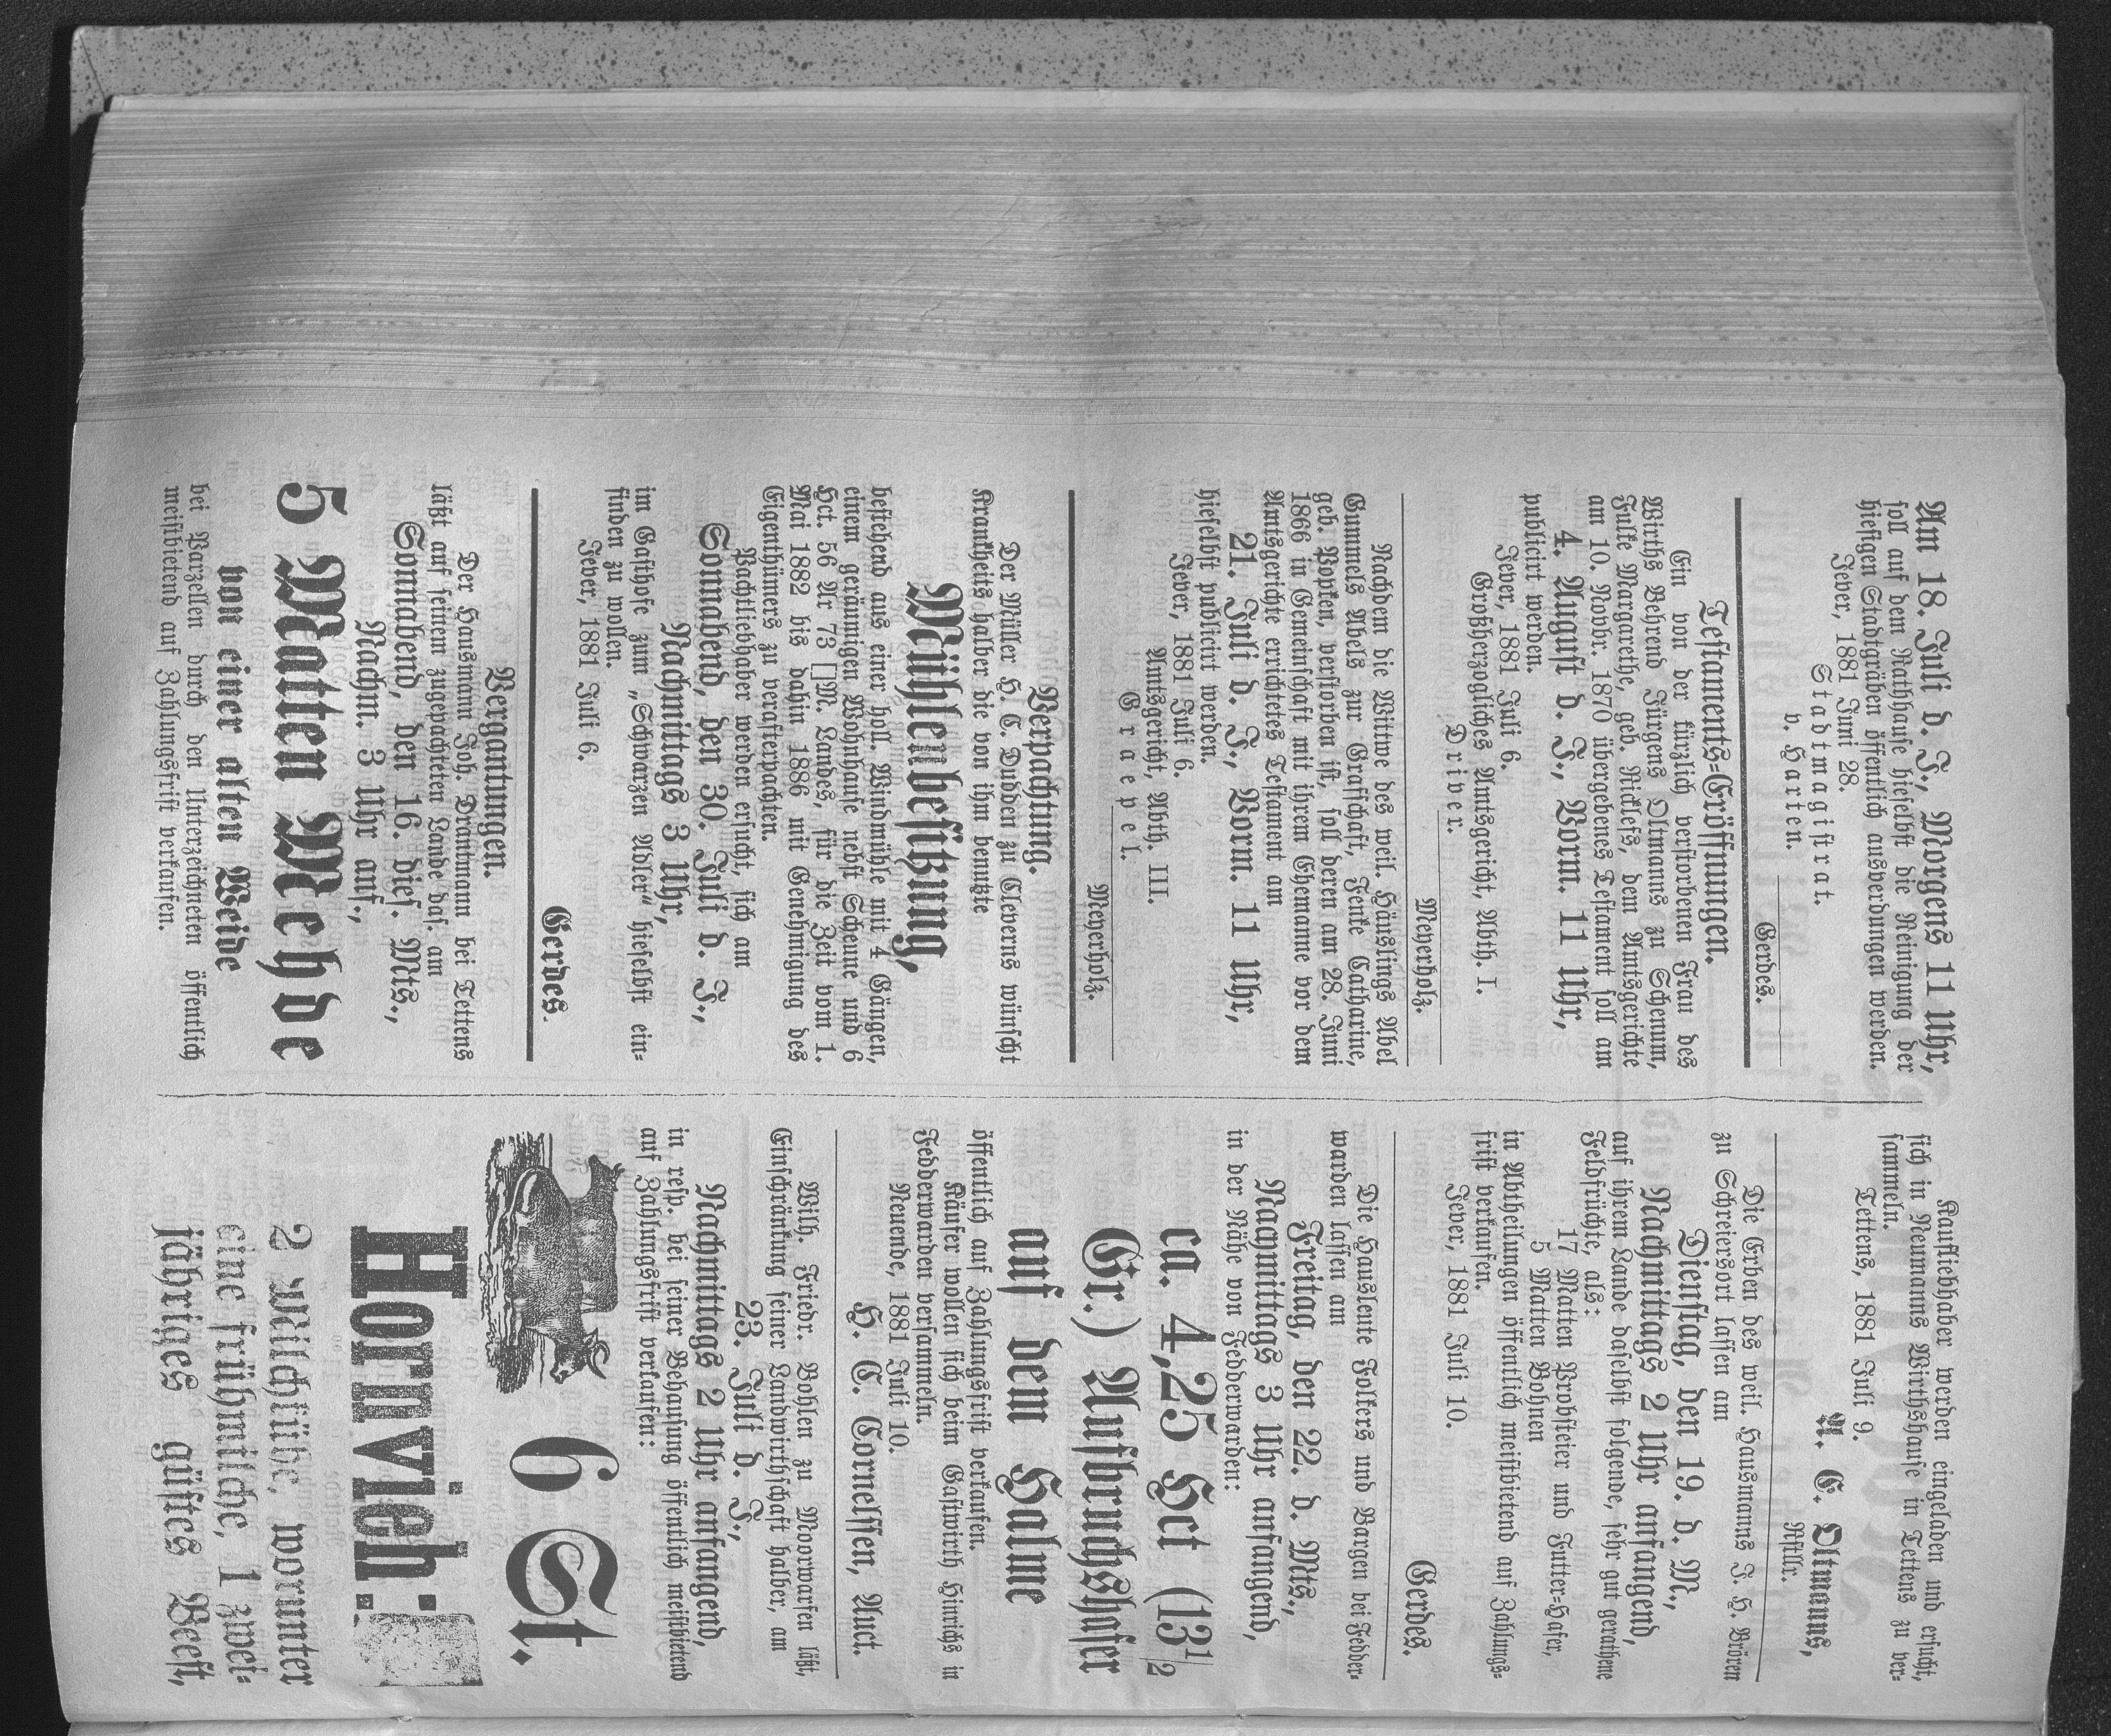 Am 18. Juli d. J., Morgens 11 Uhr,
soll auf dem Rathhause hieselbst die Reinigung der
hiesigen Stadtgräben öffentlich ausverdungen werden.
Jever, 1881 Juni 28.
Stadtmagistrat.
v. Harten.
Gerdes.
Testaments=Eröffnungen.
Ein von der kürzlich verstorbenen Frau des
Wirths Behrend Jürgens Oltmanns zu Schenum,
Julke Margarethe, geb. Nicklefs, dem Amtsgerichte
am 10. Novbr. 1870 übergebenes Testament soll am
4. August d. J., Vorm. 11 Uhr,
publicirt werden.
Jever, 1881 Juli 6.
Großherzogliches Amtsgericht, Abth. I.
Driver.
Meyerholz.
Nachdem die Wittwe des weil. Häuslings Abel
Gummels Abels zur Grafschaft, Jenke Catharine,
geb. Popken, verstorben ist, soll deren am 28. Juni
1866 in Gemeinschaft mit ihrem Ehemanne vor dem
Amtsgerichte errichtetes Testament am
21. Juli d. J., Vorm. 11 Uhr,
hieselbst publicirt werden.
Jever, 1881 Juli 6.
Amtsgericht, Abth. III.
Graepel.
Meyerholz.
Verpachtung.
Der Müller H. C. Dudden zu Cleverns wünscht
Krankheits halber die von ihm benutzte
Mühlenbesitzung,
bestehend aus einer holl. Windmühle mit 4 Gängen,
einem geräumigen Wohnhause nebst Scheune und 6
Hct. 56 Ar 73 []M. Landes, für die Zeit vom 1.
Mai 1882 bis dahin 1886 mit Genehmigung des
Eigenthümers zu verafterpachten.
Pachtliebhaber werden ersucht, sich am
Sonnabend, den 30. Juli d. J.,
Nachmittags 3 Uhr,
im Gasthofe zum „Schwarzen Adler“ hieselbst ein=
finden zu wollen.
Jever, 1881 Juli 6.
Gerdes.
Vergantungen.
Der Hausmann Joh. Drantmann bei Tettens
läßt auf seinem zugepachteten Lande das. am
Sonnabend, den 16. dies. Mts.,
Nachm. 3 Uhr auf.,
5 Matten Mehde
von einer alten Weide
bei Parzellen durch den Unterzeichneten öffentlich
meistbietend auf Zahlungsfrist verkaufen.
Kaufliebhaber werden eingeladen und ersucht,
sich in Neumanns Wirthshause in Tettens zu ver=
sammeln.
Tettens, 1881 Juli 9.
A. E. Oltmanns,
Mstllr.
Die Erben des weil. Hausmanns J. H. Brören
zu Schreiersort lassen am
Dienstag, den 19. d. M.,
Nachmittags 2 Uhr anfangend,
auf ihrem Lande daselbst folgende, sehr gut gerathene
Feldfrüchte, als:
17 Matten Probsteier und Futter=Hafer,
5 Matten Bohnen
in Abtheilungen öffentlich meistbietend auf Zahlungs=
frist verkaufen.
Jever, 1881 Juli 10.
Gerdes.
Die Hausleute Folkers und Bargen bei Fedder=
warden lassen am
Freitag, den 22. d. Mts.,
Nachmittags 3 Uhr anfangend,
in der Nähe von Fedderwarden:
ca. 4,25 Hct (13½
Gr.) Aufbruchshafer
auf dem Halme
öffentlich auf Zahlungsfrist verkaufen.
Käufer wollen sich beim Gastwirth Hinrichs in
Fedderwarden versammeln.
Neuende, 1881 Juli 10.
H. C. Cornelssen, Auct.
Wilh. Friedr. Bohlen zu Moorwarfen läßt,
Einschränkung seiner Landwirthschaft halber, am
23. Juli d. J.,
Nachmittags 2 Uhr anfangend,
in resp. bei seiner Behausung öffentlich meistbietend
auf Zahlungsfrist verkaufen:
6 St.
Hornvieh:
2 Milchkühe, worunter
eine frühmilche, 1 zwei=
jähriges güstes Beest,